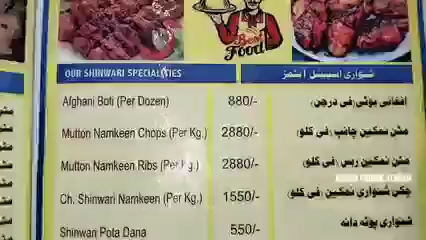 Best
Food
OUR SHINWARI SPECIALITIES
شنواری اسپیشل آئٹمز
Afghani Boti (Per Dozen) 880/- افغانی بوٹی (فی درجن)
Mutton Namkeen Chops (Per Kg.) 2880/- مٹن نمکین چانپ (فی کلو)
Mutton Namkeen Ribs (Per Kg.) 2880/- مٹن نمکین ربس (فی کلو)
Ch. Shinwari Namkeen (Per Kg.) 1550/- چکن شنواری نمکین (فی کلو)
Shinwari Pota Dana 550/- شنواری پوٹہ دانہ